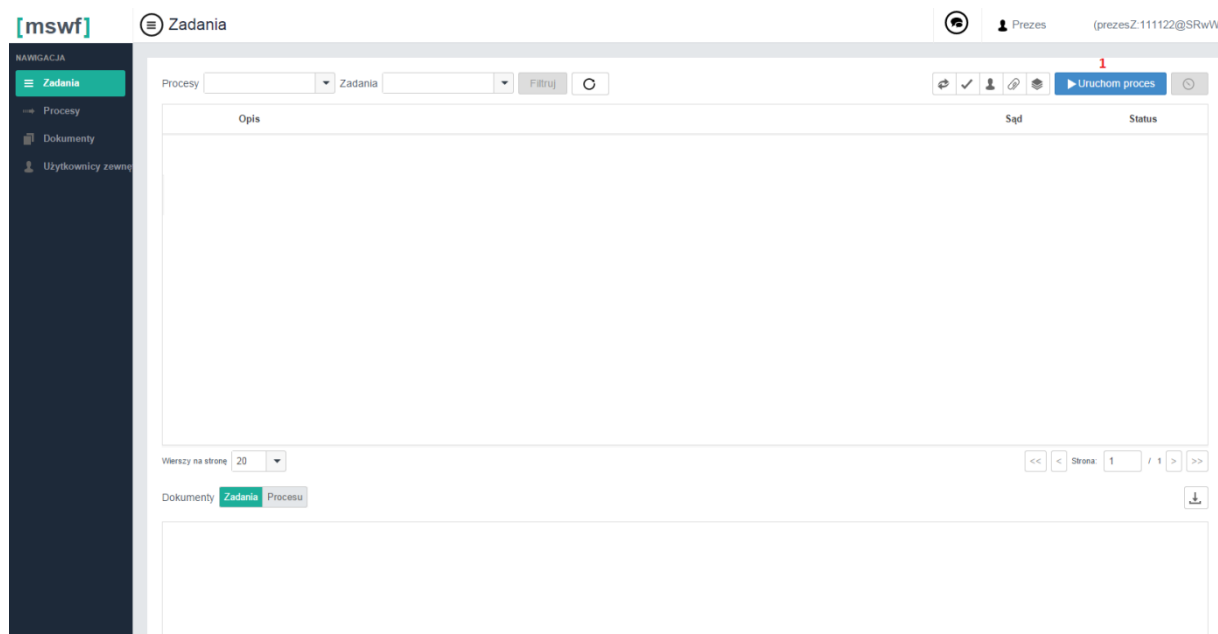 [mswf]
Zadania
Prezes
(prezesZ:111122@SRwW
NAWIGACJA
Zadania
Procesy
Dokumenty
Użytkownicy zewnę
1
Procesy
Zadania
Filtruj
Uruchom proces
Opis
Sąd
Status
Wierszy na stronę 20
<< < Strona: 1 / 1 > >>
Dokumenty Zadania Procesu